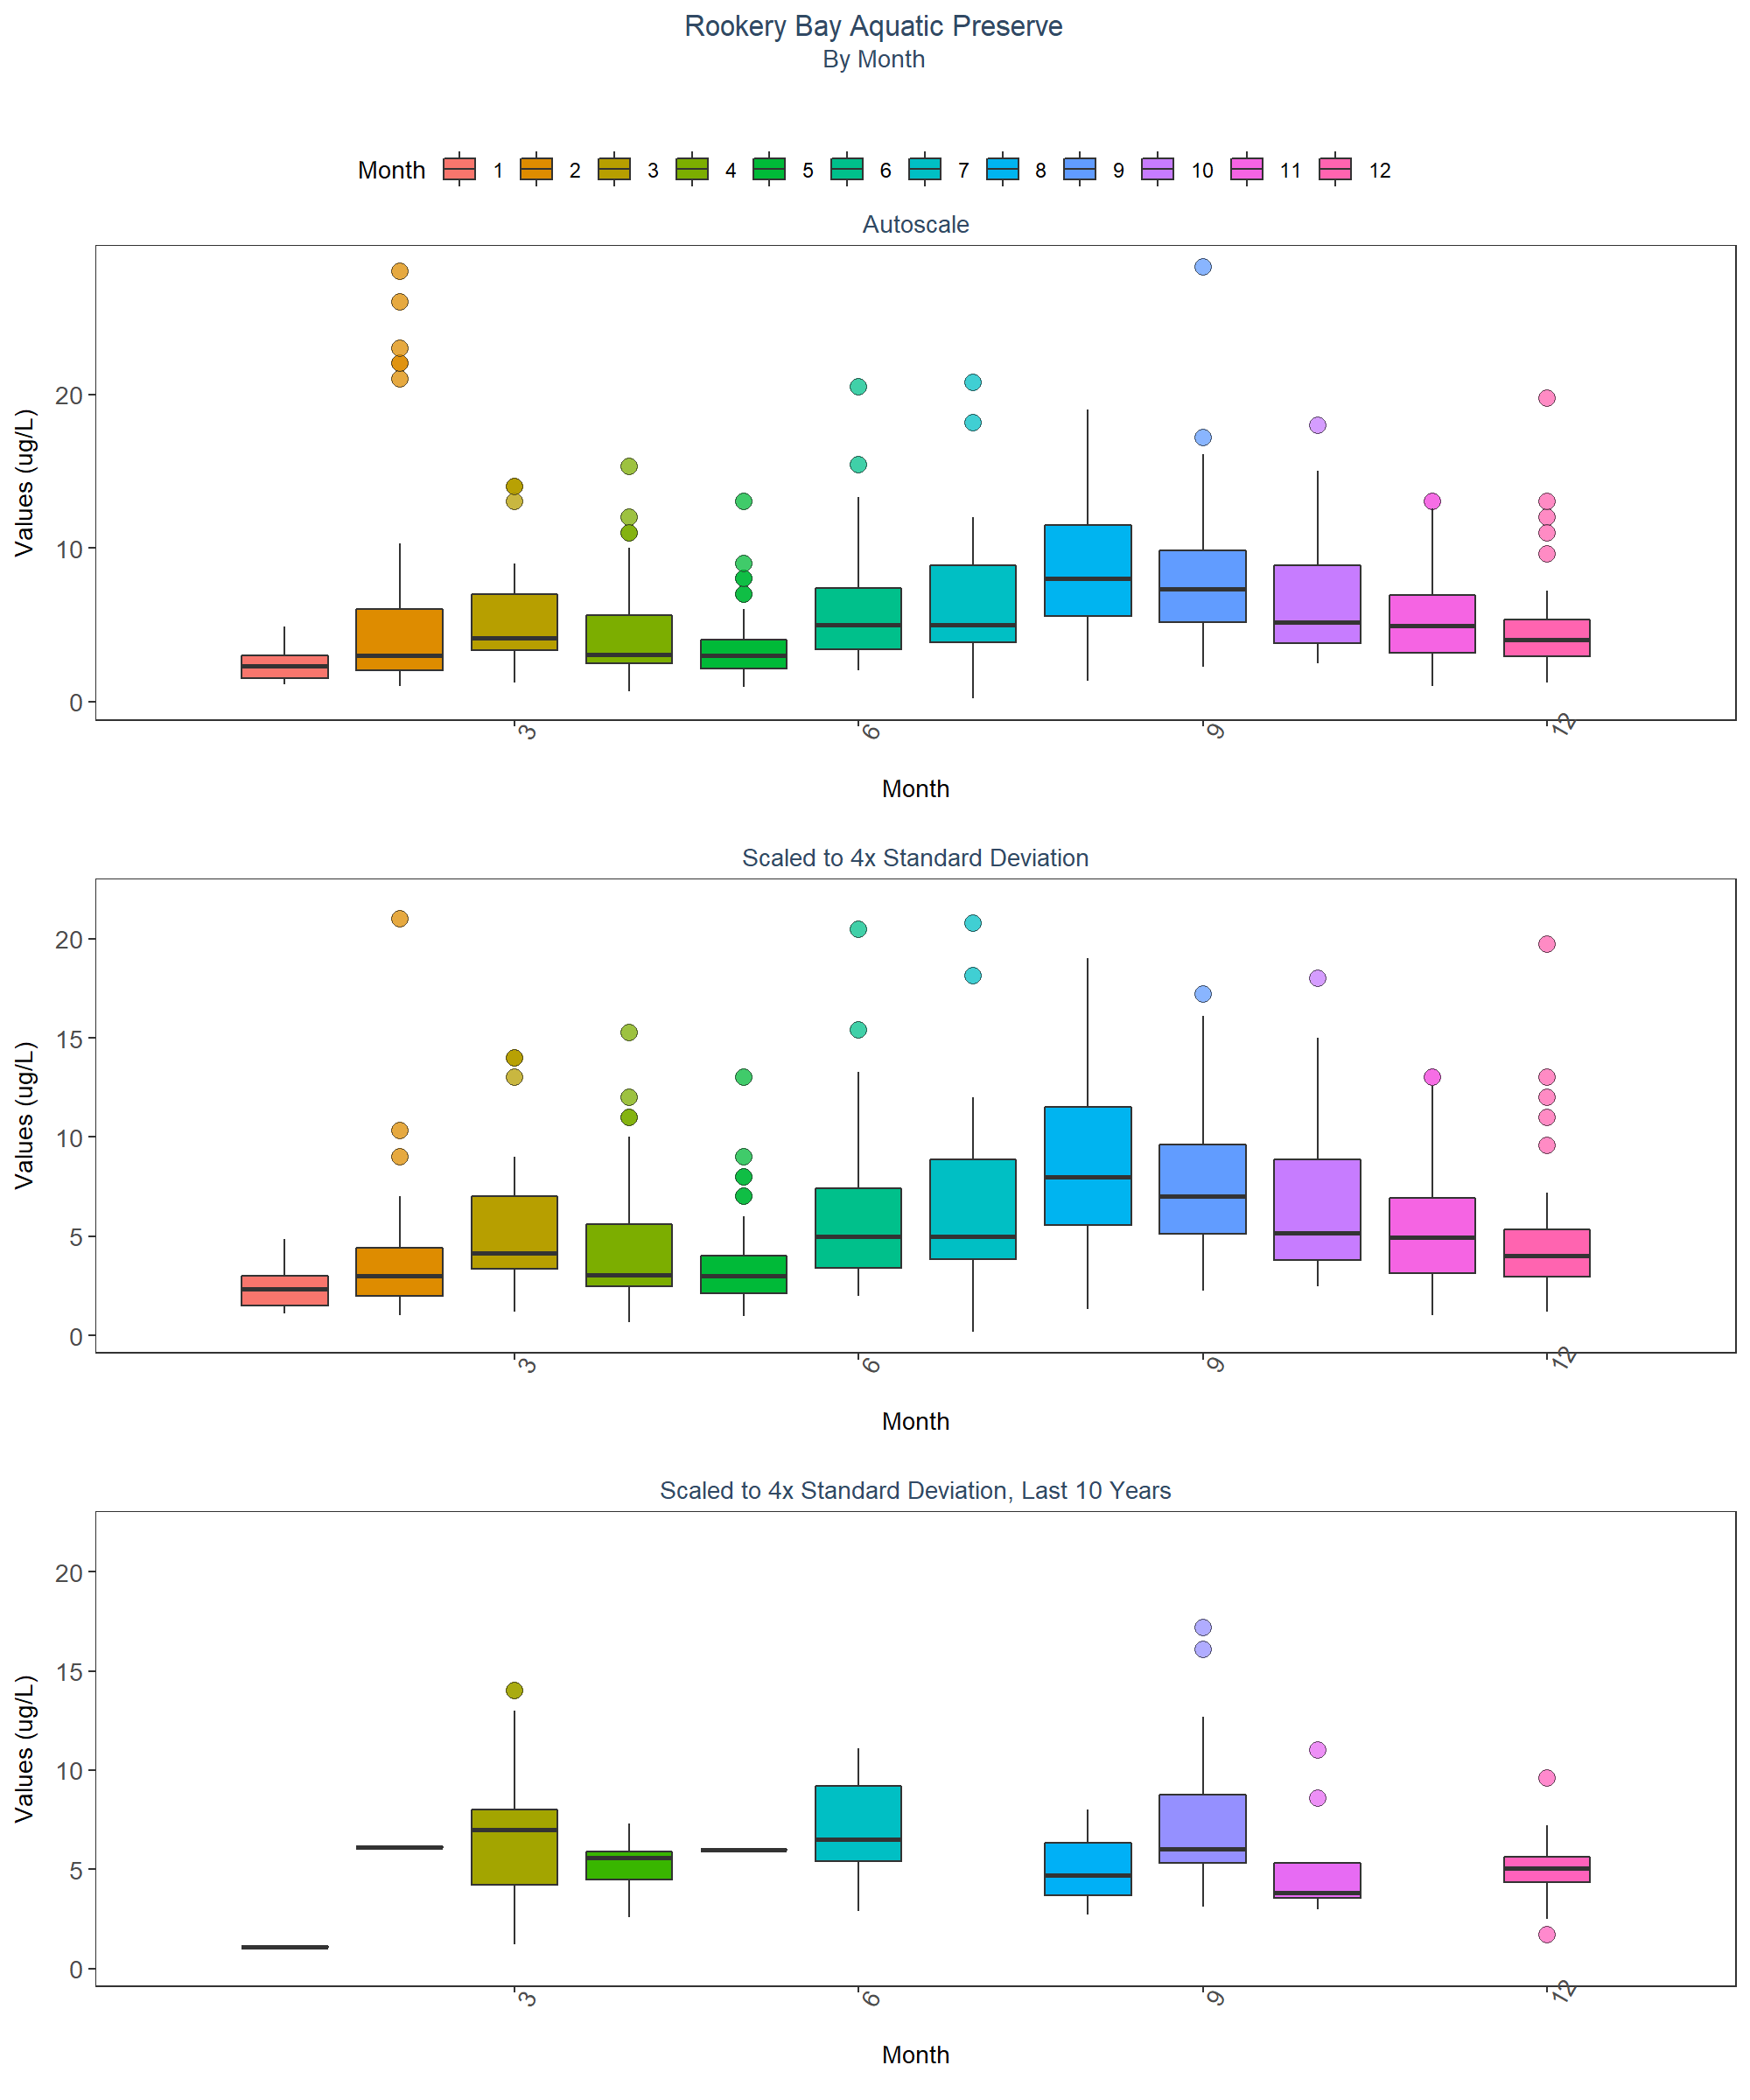 Rookery Bay Aquatic Preserve
By Month
Month 1 2 3 4 5 6 7 8 9 10 11 12
Autoscale
Values (ug/L)
20
10
0
3 6 9 12
Month
Scaled to 4x Standard Deviation
Values (ug/L)
20
15
10
5
0
3 6 9 12
Month
Scaled to 4x Standard Deviation, Last 10 Years
Values (ug/L)
20
15
10
5
0
3 6 9 12
Month